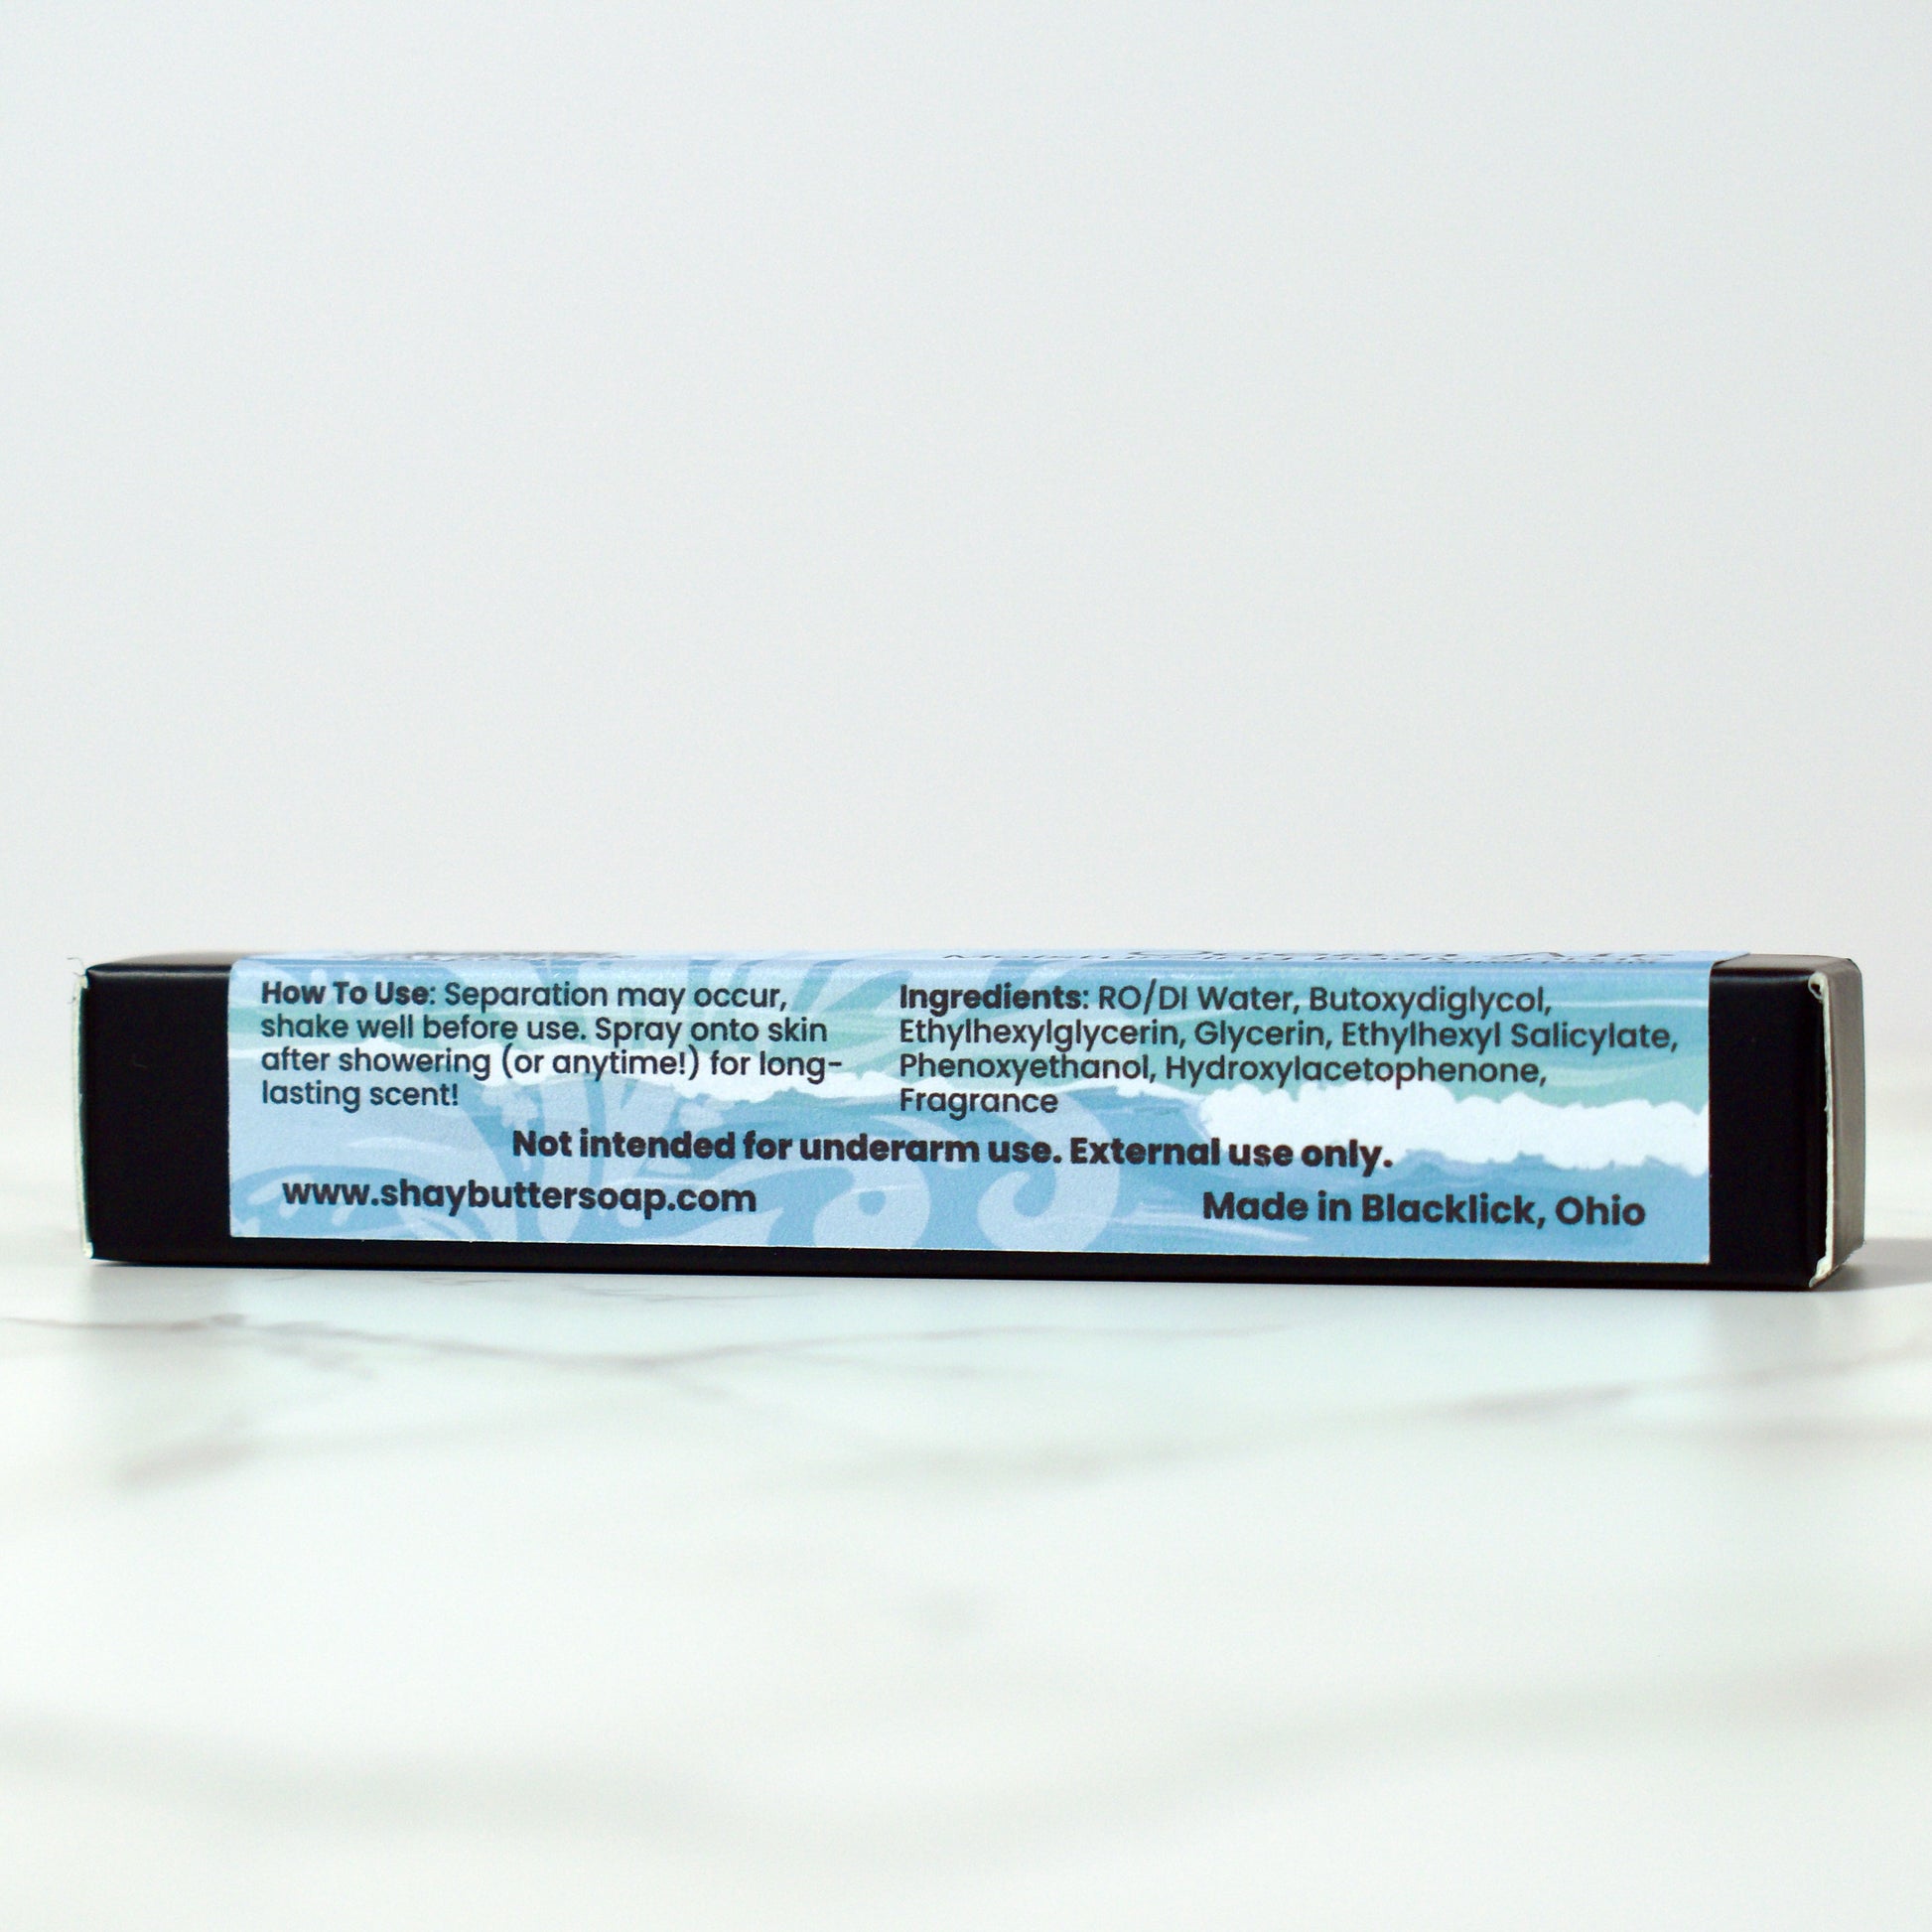 How To Use: Separation may occur,
shake well before use. Spray onto skin
after showering (or anytime!) for long-
lasting scent!
Ingredients: RO/DI Water, Butoxydiglycol,
Ethylhexylglycerin, Glycerin, Ethylhexyl Salicylate,
Phenoxyethanol, Hydroxylacetophenone,
Fragrance
Not intended for underarm use. External use only.
www.shaybuttersoap.com
Made in Blacklick, Ohio